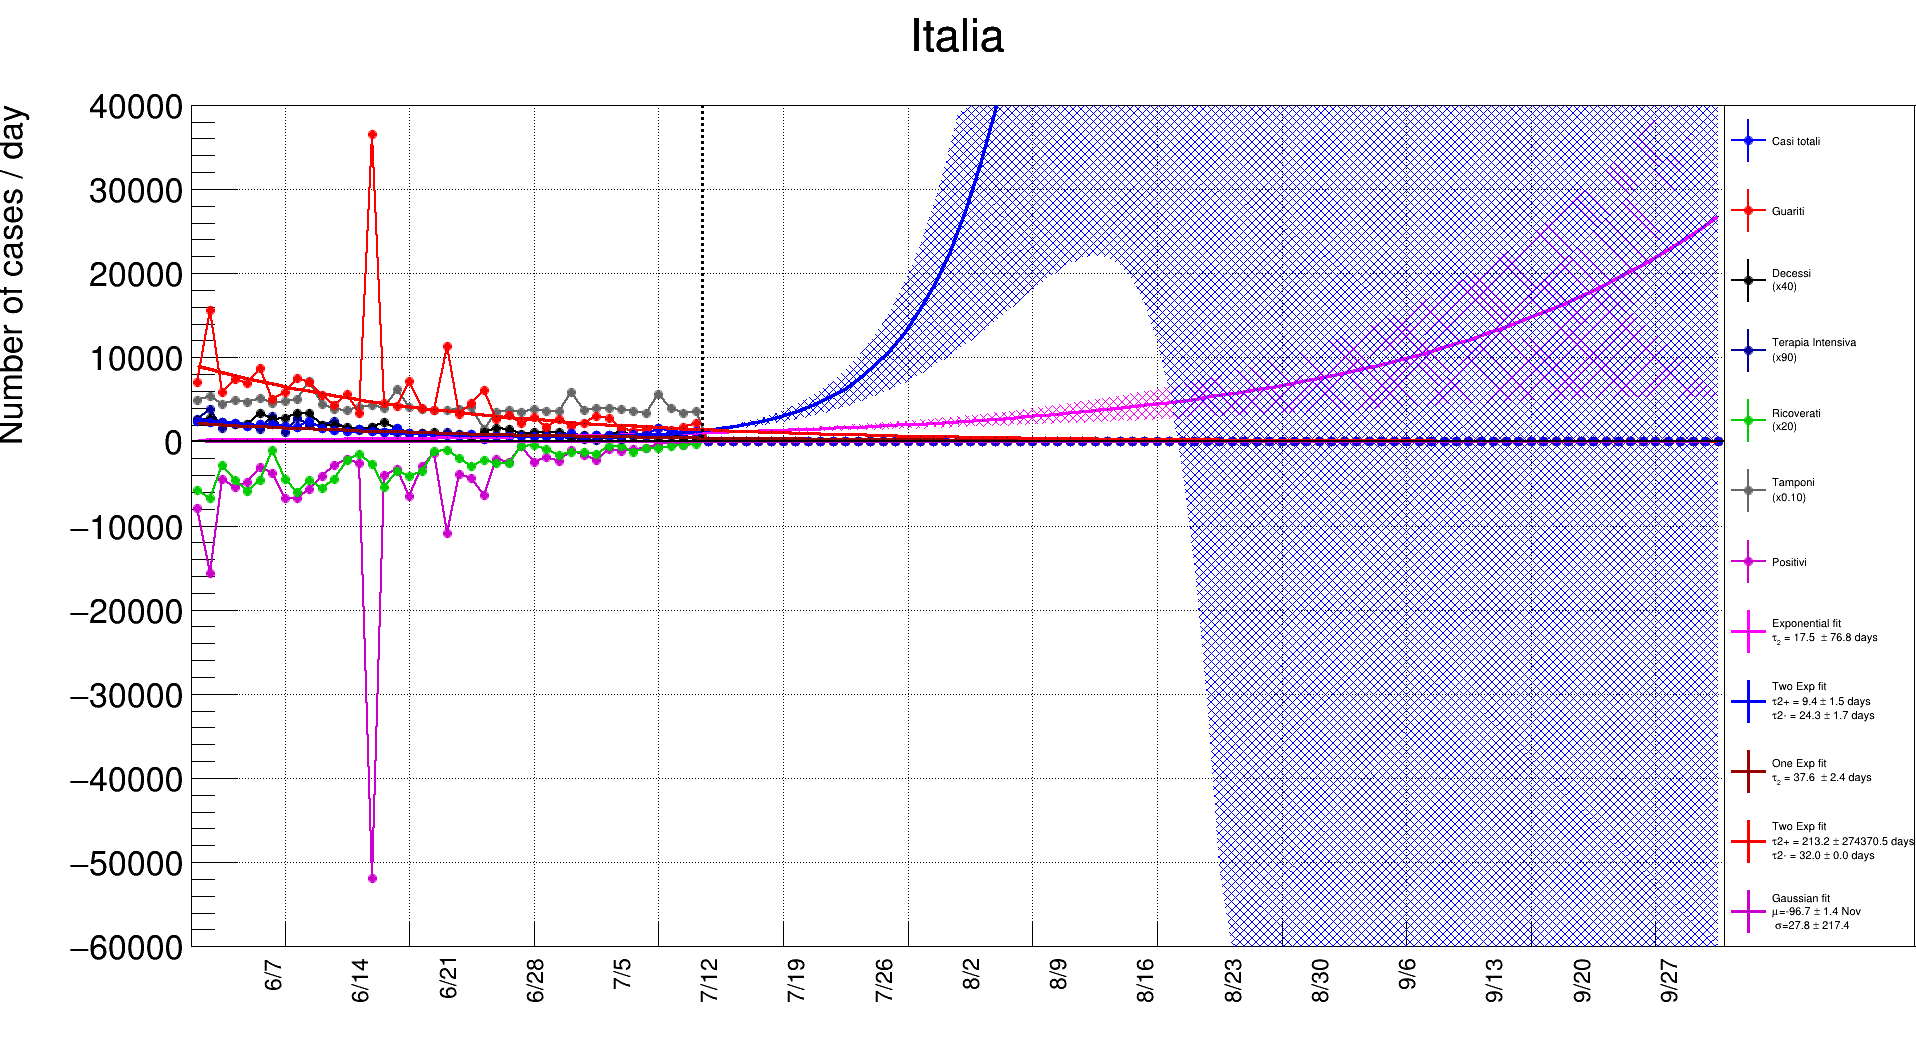 Italia
Number of cases / day
40000
30000
20000
10000
0
−10000
−20000
−30000
−40000
−50000
−60000
6/7
6/14
6/21
6/28
7/5
7/12
7/19
7/26
8/2
8/9
8/16
8/23
8/30
9/6
9/13
9/20
9/27
Casi totali
Guariti
Decessi
(x40)
Terapia Intensiva
(x90)
Ricoverati
(x20)
Tamponi
(x0.10)
Positivi
Exponential fit
τ2 = 17.5 ± 76.8 days
Two Exp fit
τ2+ = 9.4 ± 1.5 days
τ2- = 24.3 ± 1.7 days
One Exp fit
τ2 = 37.6 ± 2.4 days
Two Exp fit
τ2+ = 213.2 ± 274370.5 days
τ2- = 32.0 ± 0.0 days
Gaussian fit
μ=-96.7 ± 1.4 Nov
σ=27.8 ± 217.4